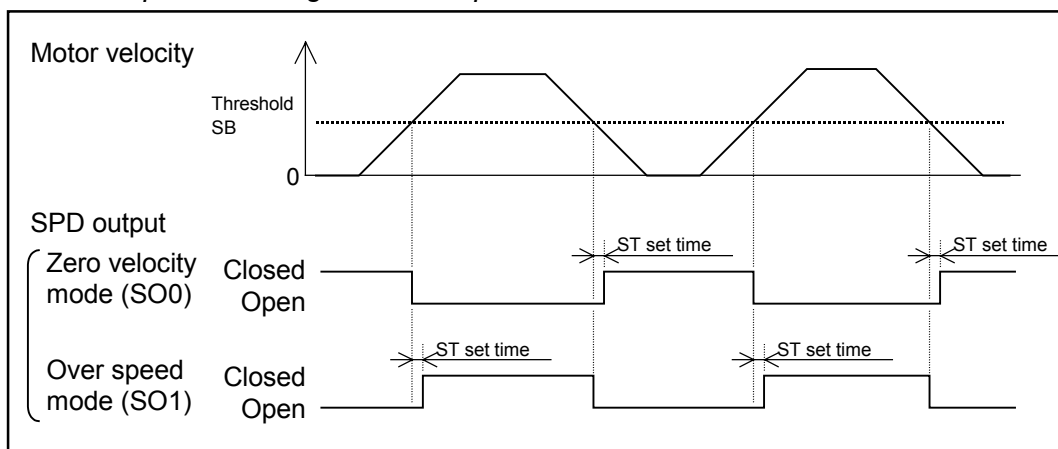 Motor velocity
Threshold
SB
0
SPD output
Zero velocity
mode (SO0)
Closed
Open
ST set time
ST set time
Over speed
mode (SO1)
Closed
Open
ST set time
ST set time